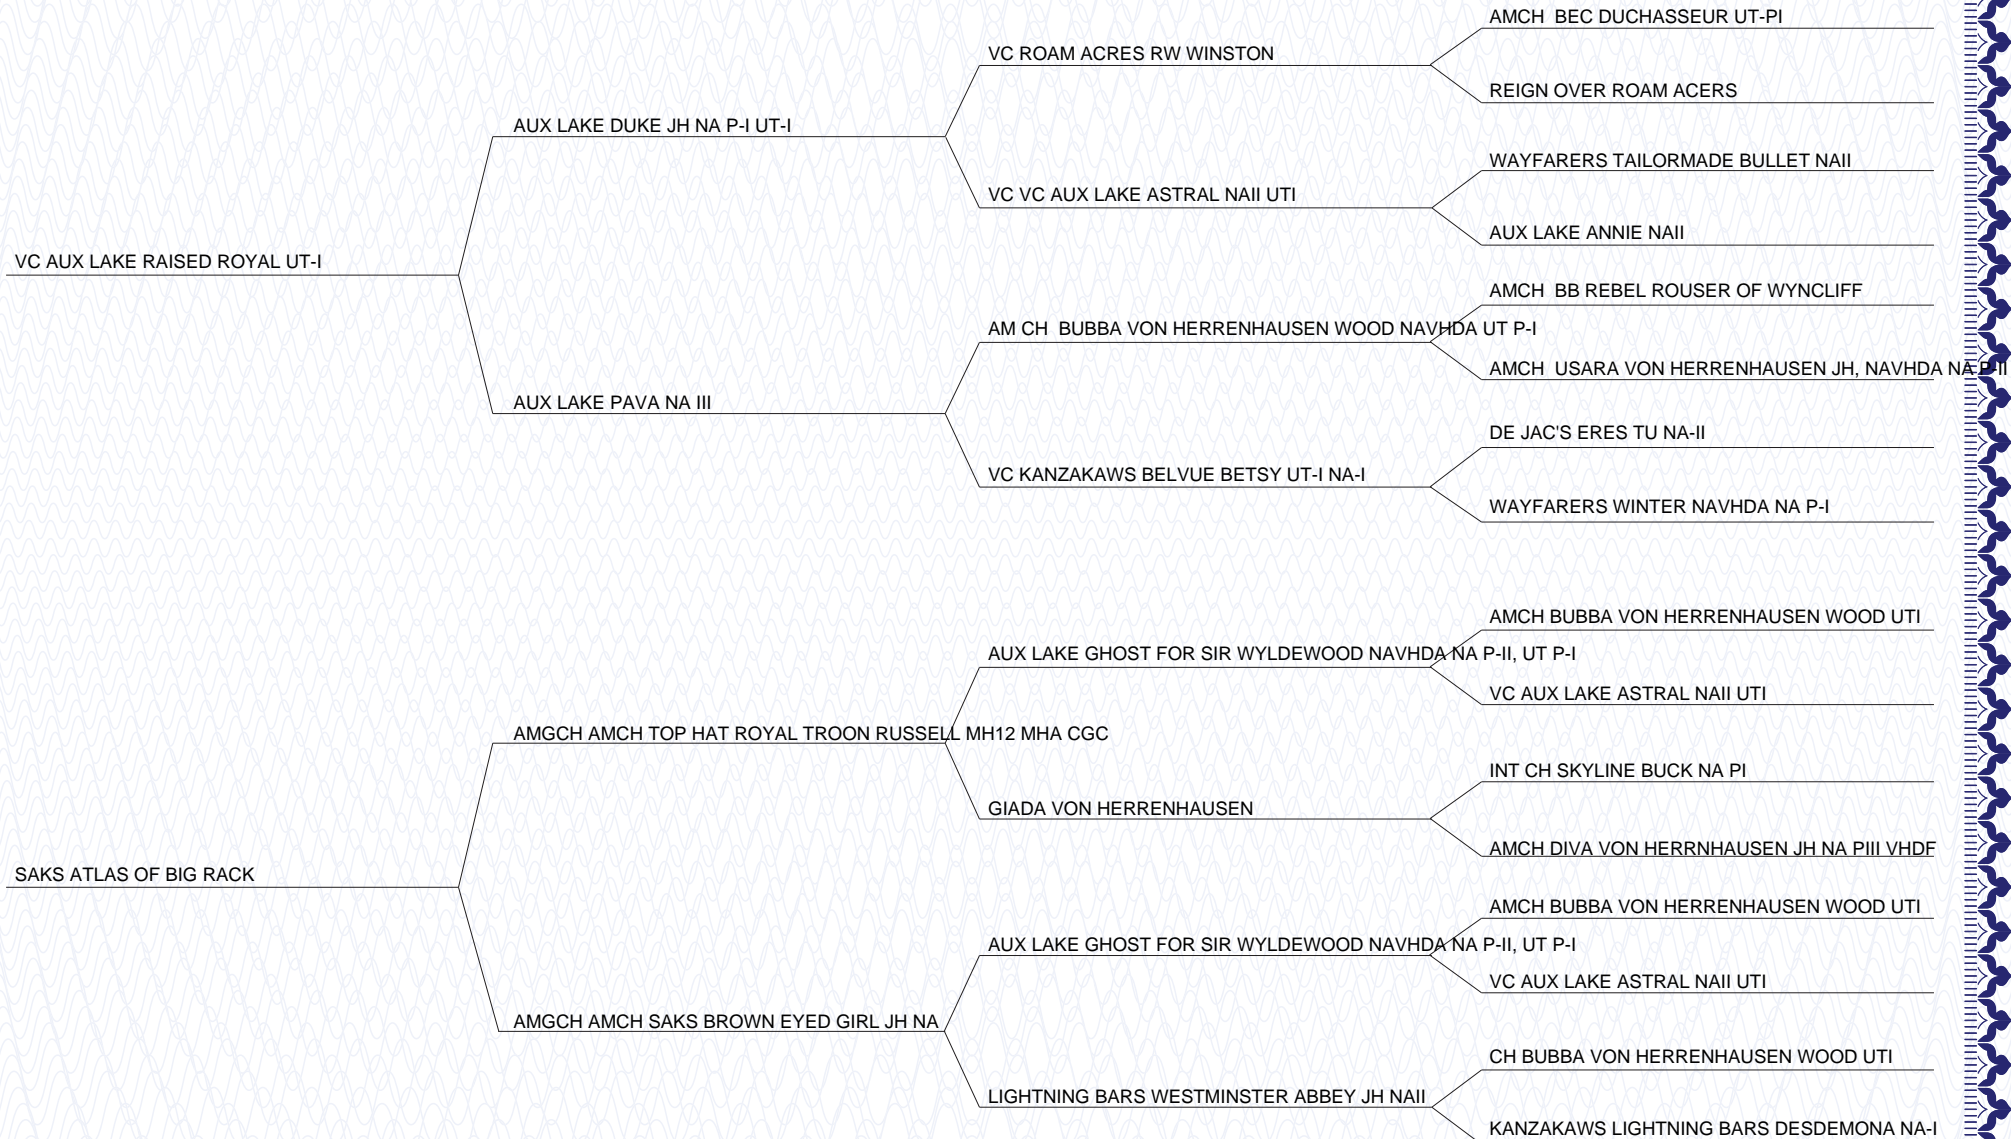 AMCH  BEC DUCHASSEUR UT-PI
VC ROAM ACRES RW WINSTON
REIGN OVER ROAM ACERS
AUX LAKE DUKE JH NA P-I UT-I
WAYFARERS TAILORMADE BULLET NAII
VC VC AUX LAKE ASTRAL NAII UTI
AUX LAKE ANNIE NAII
VC AUX LAKE RAISED ROYAL UT-I
AMCH  BB REBEL ROUSER OF WYNCLIFF
AM CH  BUBBA VON HERRENHAUSEN WOOD NAVHDA UT P-I
AMCH  USARA VON HERRENHAUSEN JH, NAVHDA NA P-II
AUX LAKE PAVA NA III
DE JAC'S ERES TU NA-II
VC KANZAKAWS BELVUE BETSY UT-I NA-I
WAYFARERS WINTER NAVHDA NA P-I
AMCH BUBBA VON HERRENHAUSEN WOOD UTI
AUX LAKE GHOST FOR SIR WYLDEWOOD NAVHDA NA P-II, UT P-I
VC AUX LAKE ASTRAL NAII UTI
AMGCH AMCH TOP HAT ROYAL TROON RUSSELL MH12 MHA CGC
INT CH SKYLINE BUCK NA PI
GIADA VON HERRENHAUSEN
AMCH DIVA VON HERRNHAUSEN JH NA PIII VHDF
SAKS ATLAS OF BIG RACK
AMCH BUBBA VON HERRENHAUSEN WOOD UTI
AUX LAKE GHOST FOR SIR WYLDEWOOD NAVHDA NA P-II, UT P-I
VC AUX LAKE ASTRAL NAII UTI
AMGCH AMCH SAKS BROWN EYED GIRL JH NA
CH BUBBA VON HERRENHAUSEN WOOD UTI
LIGHTNING BARS WESTMINSTER ABBEY JH NAII
KANZAKAWS LIGHTNING BARS DESDEMONA NA-I